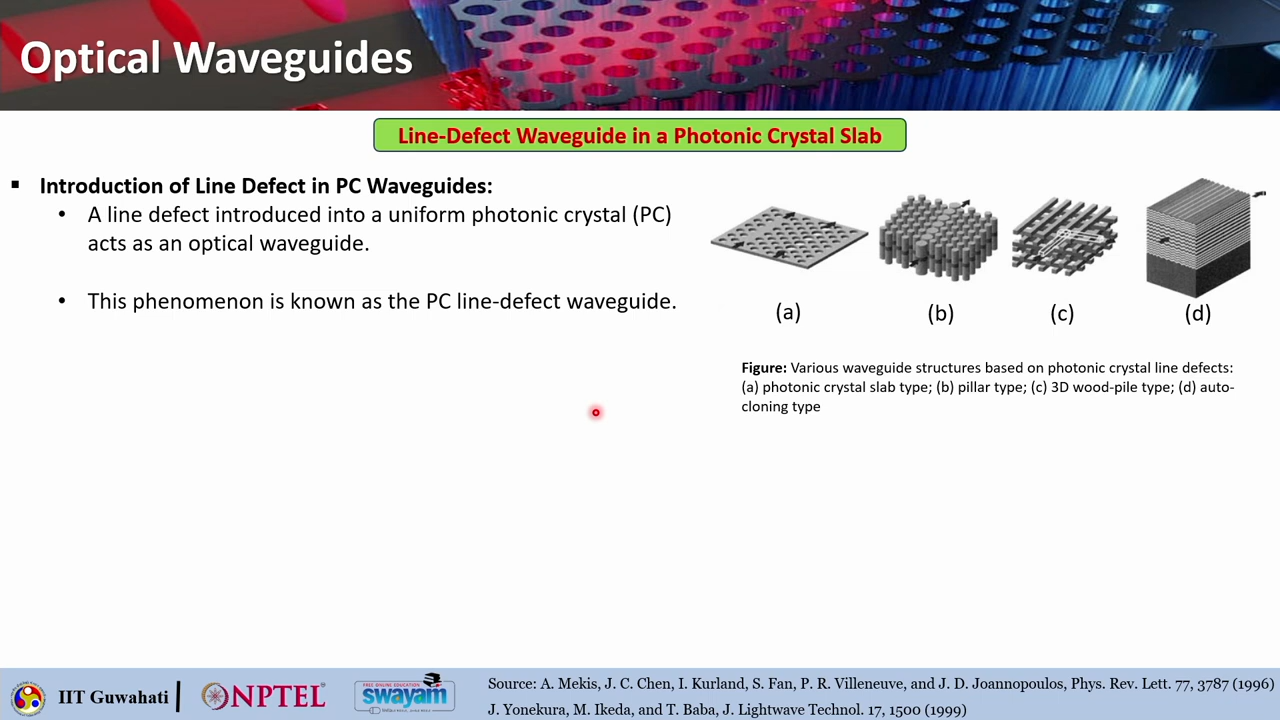 Optical Waveguides
Line-Defect Waveguide in a Photonic Crystal Slab
▪ Introduction of Line Defect in PC Waveguides:
• A line defect introduced into a uniform photonic crystal (PC)
acts as an optical waveguide.
• This phenomenon is known as the PC line-defect waveguide.
(a) (b) (c) (d)
Figure: Various waveguide structures based on photonic crystal line defects:
(a) photonic crystal slab type; (b) pillar type; (c) 3D wood-pile type; (d) auto-
cloning type
IIT Guwahati
NPTEL
FREE ONLINE EDUCATION
swayam
Source: A. Mekis, J. C. Chen, I. Kurland, S. Fan, P. R. Villeneuve, and J. D. Joannopoulos, Phys. Rev. Lett. 77, 3787 (1996)
J. Yonekura, M. Ikeda, and T. Baba, J. Lightwave Technol. 17, 1500 (1999)